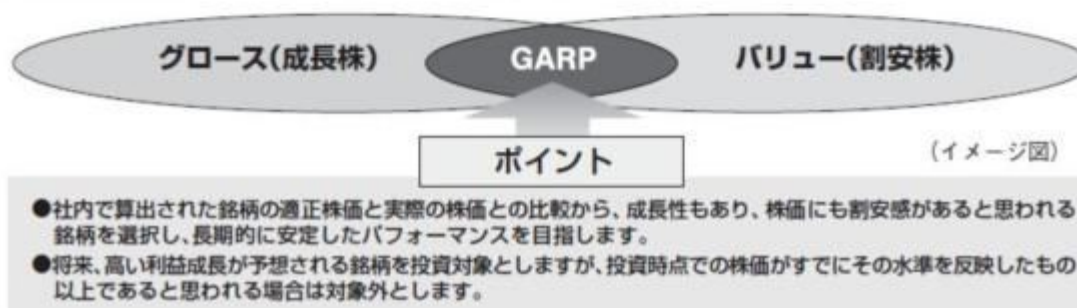 グロース(成長株) GARP バリュー(割安株)
ポイント
(イメージ図)
●社内で算出された銘柄の適正株価と実際の株価との比較から、成長性もあり、株価にも割安感があると思われる
銘柄を選択し、長期的に安定したパフォーマンスを目指します。
●将来、高い利益成長が予想される銘柄を投資対象としますが、投資時点での株価がすでにその水準を反映したもの
以上であると思われる場合は対象外とします。